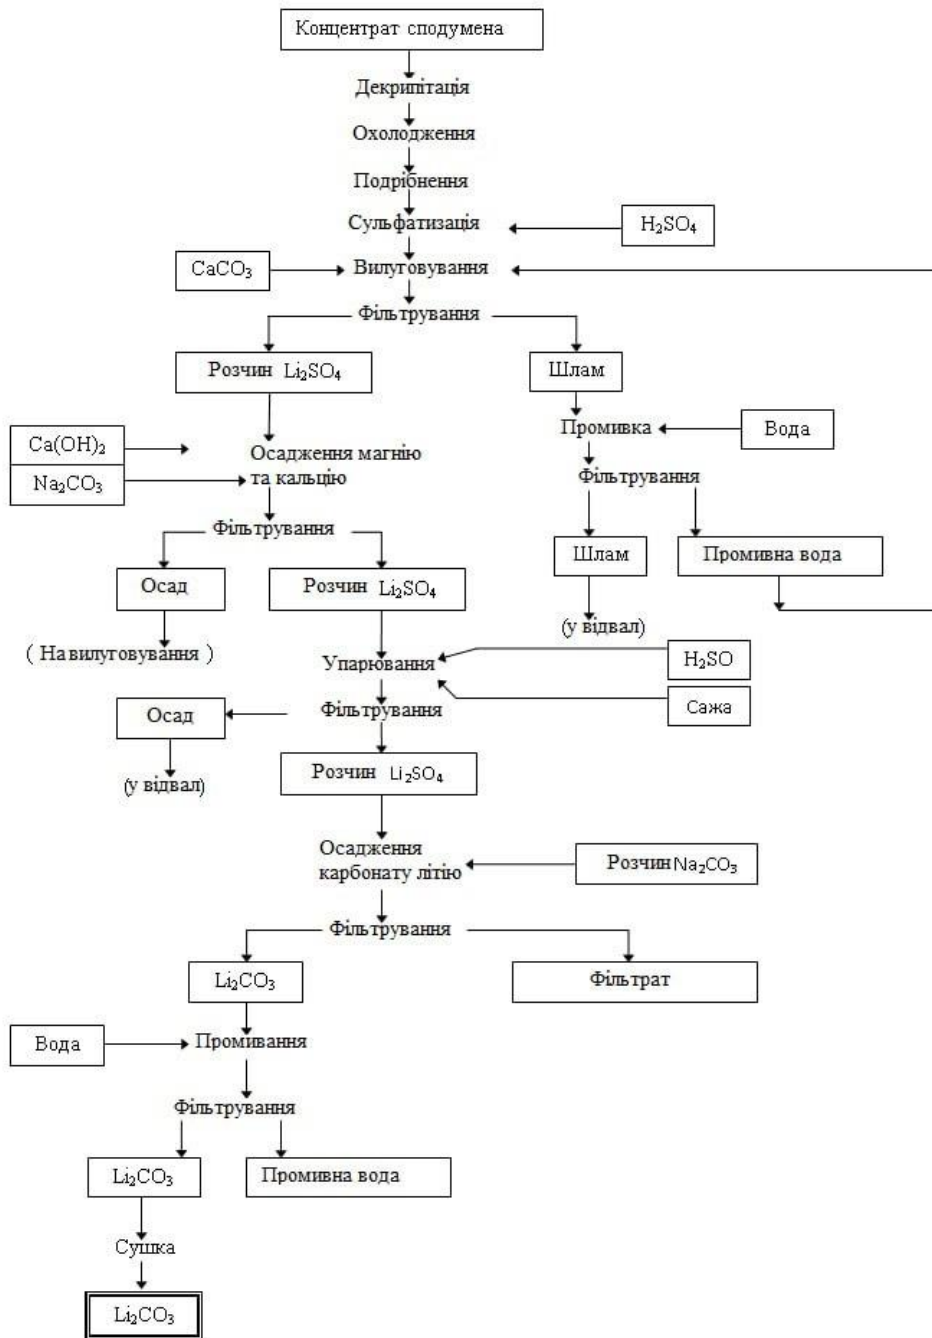 Концентрат сподумена
Декрипітація
Охолодження
Подрібнення
Сульфатизація
H₂SO₄
CaCO₃
Вилуговування
Фільтрування
Розчин Li₂SO₄
Шлам
Ca(OH)₂
Na₂CO₃
Осадження магнію
та кальцію
Промивка
Вода
Фільтрування
Фільтрування
Осад
Розчин Li₂SO₄
Шлам
Промивна вода
( На вилуговування )
(у відвал)
Упарювання
H₂SO
Сажа
Осад
Фільтрування
(у відвал)
Розчин Li₂SO₄
Осадження
карбонату літію
Розчин Na₂CO₃
Фільтрування
Li₂CO₃
Фільтрат
Вода
Промивання
Фільтрування
Li₂CO₃
Промивна вода
Сушка
Li₂CO₃